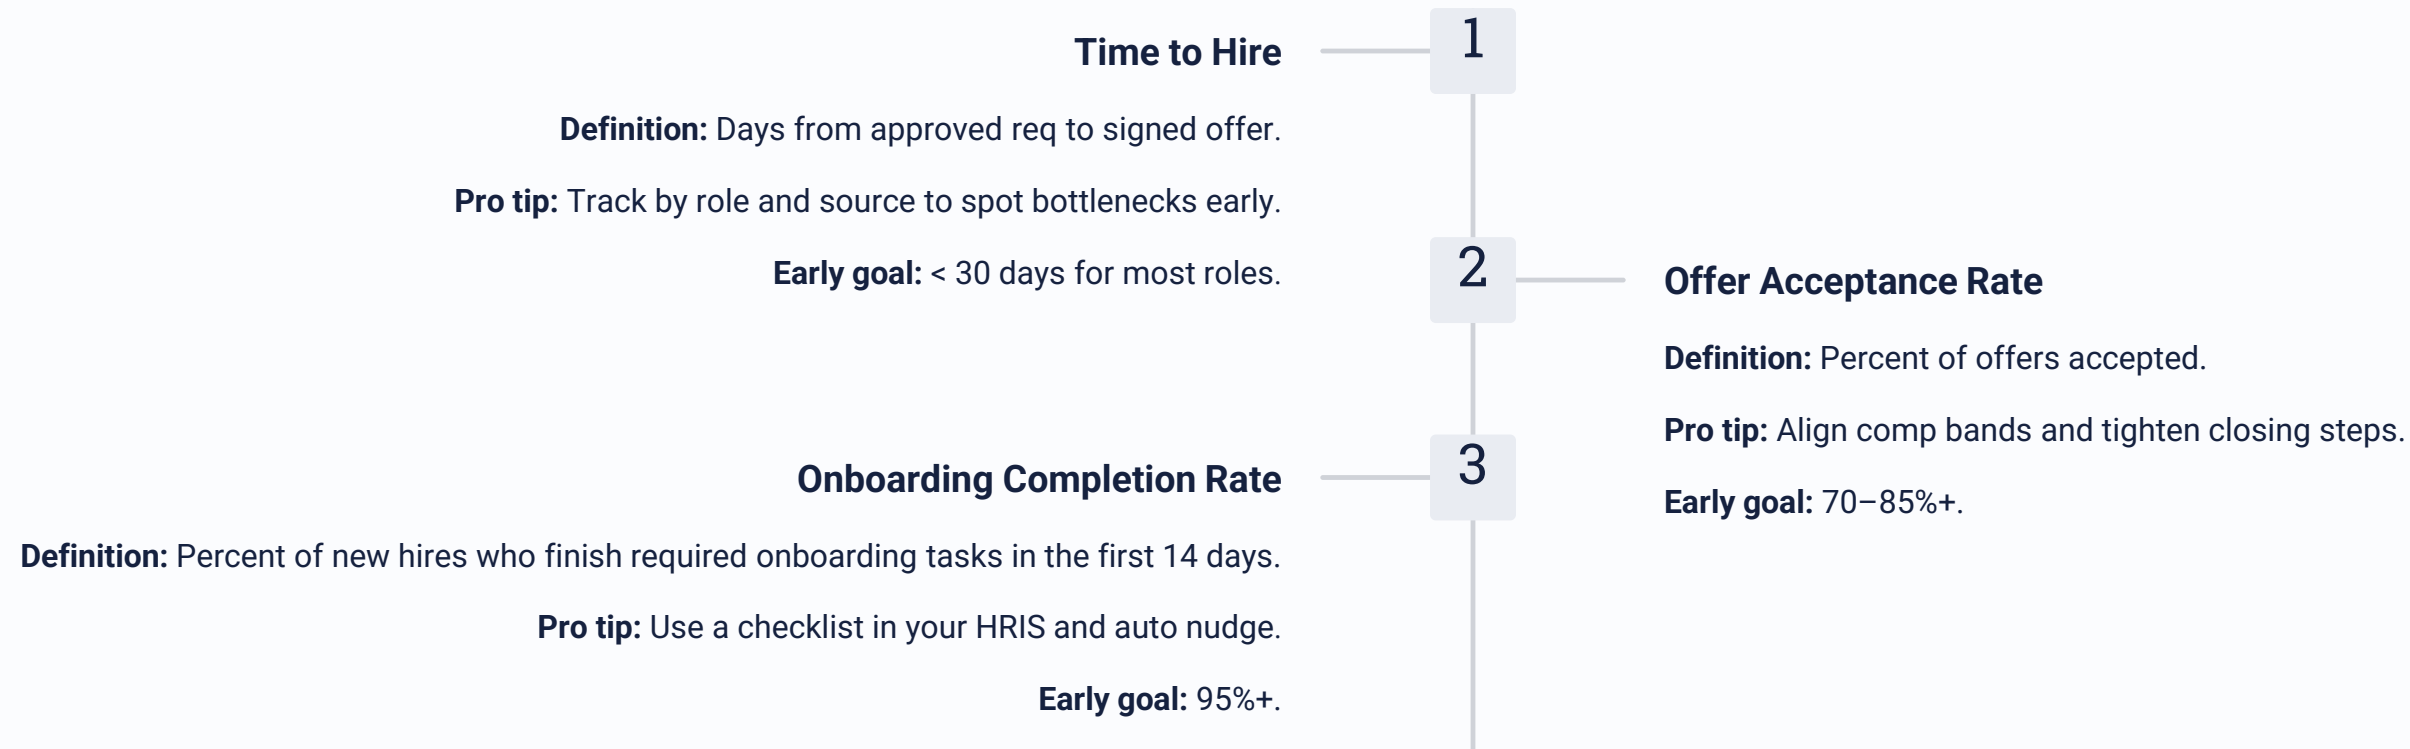 1
Time to Hire
Definition: Days from approved req to signed offer.
Pro tip: Track by role and source to spot bottlenecks early.
Early goal: < 30 days for most roles.
2
Offer Acceptance Rate
Definition: Percent of offers accepted.
Pro tip: Align comp bands and tighten closing steps.
Early goal: 70–85%+.
3
Onboarding Completion Rate
Definition: Percent of new hires who finish required onboarding tasks in the first 14 days.
Pro tip: Use a checklist in your HRIS and auto nudge.
Early goal: 95%+.